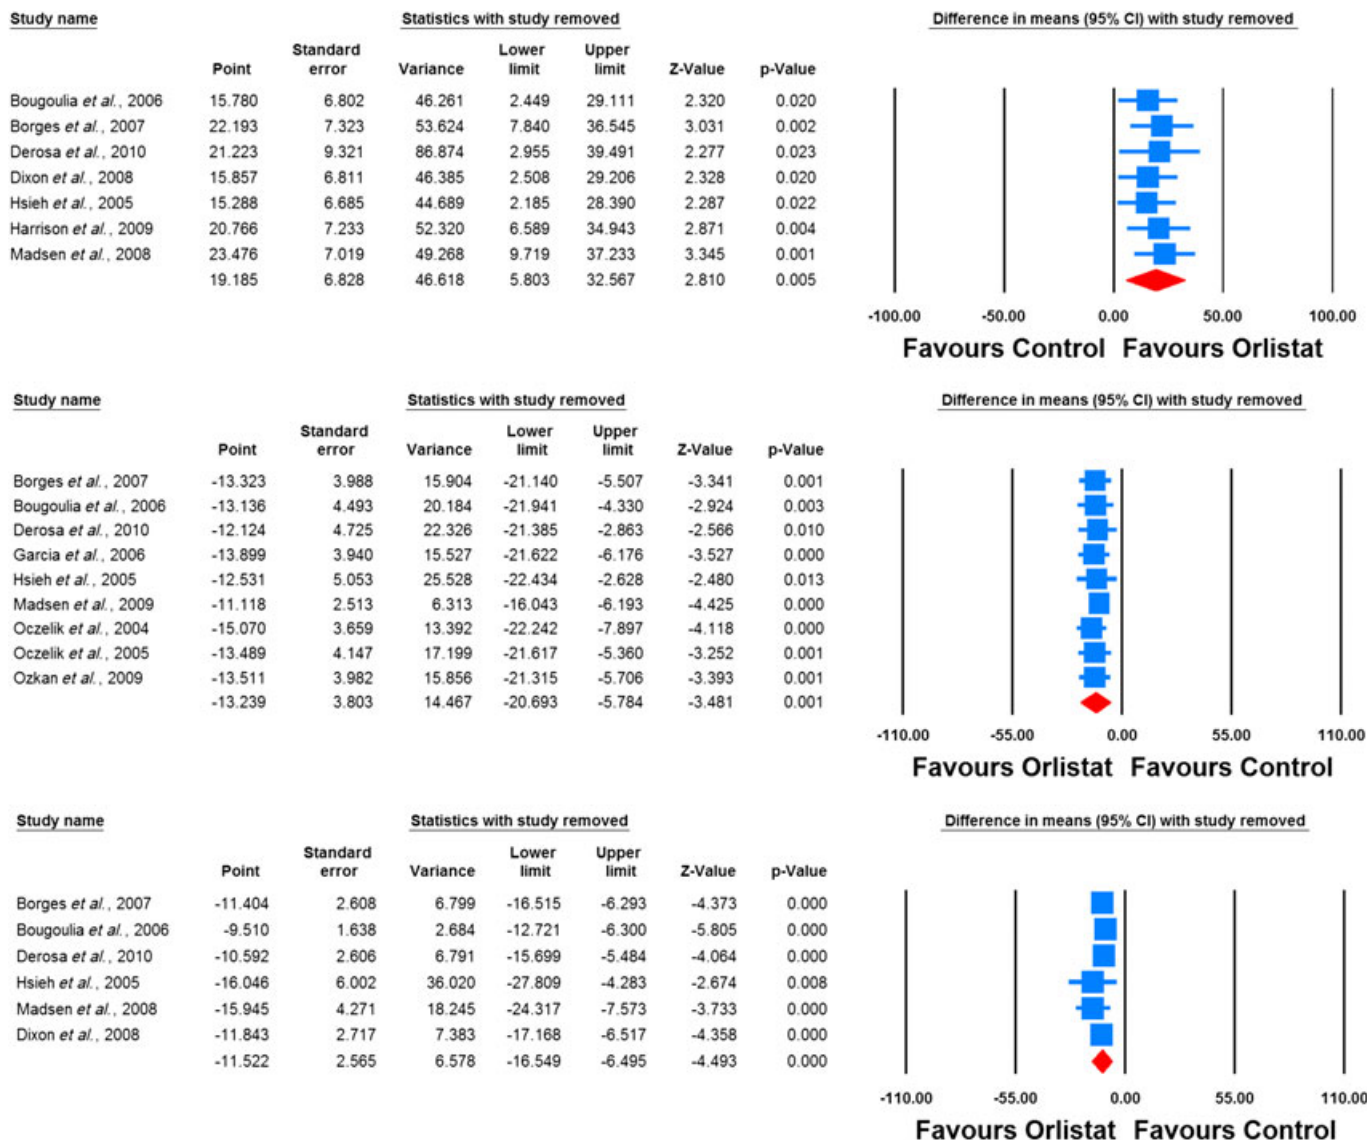 Study name Statistics with study removed Difference in means (95% CI) with study removed
Point Standard error Variance Lower limit Upper limit Z-Value p-Value
Bougoulia et al., 2006 15.780 6.802 46.261 2.449 29.111 2.320 0.020
Borges et al., 2007 22.193 7.323 53.624 7.840 36.545 3.031 0.002
Derosa et al., 2010 21.223 9.321 86.874 2.955 39.491 2.277 0.023
Dixon et al., 2008 15.857 6.811 46.385 2.508 29.206 2.328 0.020
Hsieh et al., 2005 15.288 6.685 44.689 2.185 28.390 2.287 0.022
Harrison et al., 2009 20.766 7.233 52.320 6.589 34.943 2.871 0.004
Madsen et al., 2008 23.476 7.019 49.268 9.719 37.233 3.345 0.001
19.185 6.828 46.618 5.803 32.567 2.810 0.005
-100.00 -50.00 0.00 50.00 100.00
Favours Control Favours Orlistat
Study name Statistics with study removed Difference in means (95% CI) with study removed
Point Standard error Variance Lower limit Upper limit Z-Value p-Value
Borges et al., 2007 -13.323 3.988 15.904 -21.140 -5.507 -3.341 0.001
Bougoulia et al., 2006 -13.136 4.493 20.184 -21.941 -4.330 -2.924 0.003
Derosa et al., 2010 -12.124 4.725 22.326 -21.385 -2.863 -2.566 0.010
Garcia et al., 2006 -13.899 3.940 15.527 -21.622 -6.176 -3.527 0.000
Hsieh et al., 2005 -12.531 5.053 25.528 -22.434 -2.628 -2.480 0.013
Madsen et al., 2009 -11.118 2.513 6.313 -16.043 -6.193 -4.425 0.000
Oczelik et al., 2004 -15.070 3.659 13.392 -22.242 -7.897 -4.118 0.000
Oczelik et al., 2005 -13.489 4.147 17.199 -21.617 -5.360 -3.252 0.001
Ozkan et al., 2009 -13.511 3.982 15.856 -21.315 -5.706 -3.393 0.001
-13.239 3.803 14.467 -20.693 -5.784 -3.481 0.001
-110.00 -55.00 0.00 55.00 110.00
Favours Orlistat Favours Control
Study name Statistics with study removed Difference in means (95% CI) with study removed
Point Standard error Variance Lower limit Upper limit Z-Value p-Value
Borges et al., 2007 -11.404 2.608 6.799 -16.515 -6.293 -4.373 0.000
Bougoulia et al., 2006 -9.510 1.638 2.684 -12.721 -6.300 -5.805 0.000
Derosa et al., 2010 -10.592 2.606 6.791 -15.699 -5.484 -4.064 0.000
Hsieh et al., 2005 -16.046 6.002 36.020 -27.809 -4.283 -2.674 0.008
Madsen et al., 2008 -15.945 4.271 18.245 -24.317 -7.573 -3.733 0.000
Dixon et al., 2008 -11.843 2.717 7.383 -17.168 -6.517 -4.358 0.000
-11.522 2.565 6.578 -16.549 -6.495 -4.493 0.000
-110.00 -55.00 0.00 55.00 110.00
Favours Orlistat Favours Control